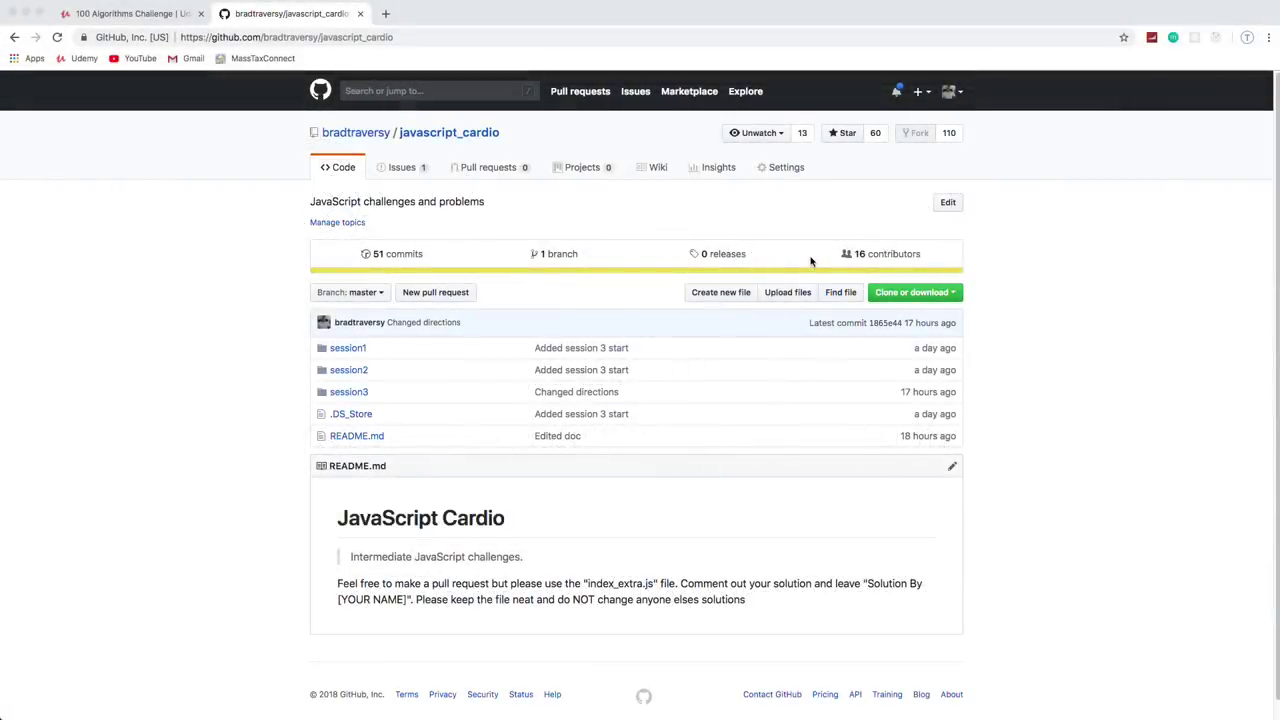 100 Algorithms Challenge | Ud
bradtraversy/javascript_cardio
GitHub, Inc. [US] | https://github.com/bradtraversy/javascript_cardio
Apps Udemy YouTube Gmail MassTaxConnect
Search or jump to... /
Pull requests Issues Marketplace Explore
bradtraversy / javascript_cardio
Unwatch 13 Star 60 Fork 110
Code Issues 1 Pull requests 0 Projects 0 Wiki Insights Settings
JavaScript challenges and problems
Edit
Manage topics
51 commits 1 branch 0 releases 16 contributors
Branch: master New pull request Create new file Upload files Find file Clone or download
bradtraversy Changed directions Latest commit 1865e44 17 hours ago
session1 Added session 3 start a day ago
session2 Added session 3 start a day ago
session3 Changed directions 17 hours ago
.DS_Store Added session 3 start a day ago
README.md Edited doc 18 hours ago
README.md
JavaScript Cardio
Intermediate JavaScript challenges.
Feel free to make a pull request but please use the "index_extra.js" file. Comment out your solution and leave "Solution By
[YOUR NAME]". Please keep the file neat and do NOT change anyone elses solutions
© 2018 GitHub, Inc. Terms Privacy Security Status Help Contact GitHub Pricing API Training Blog About